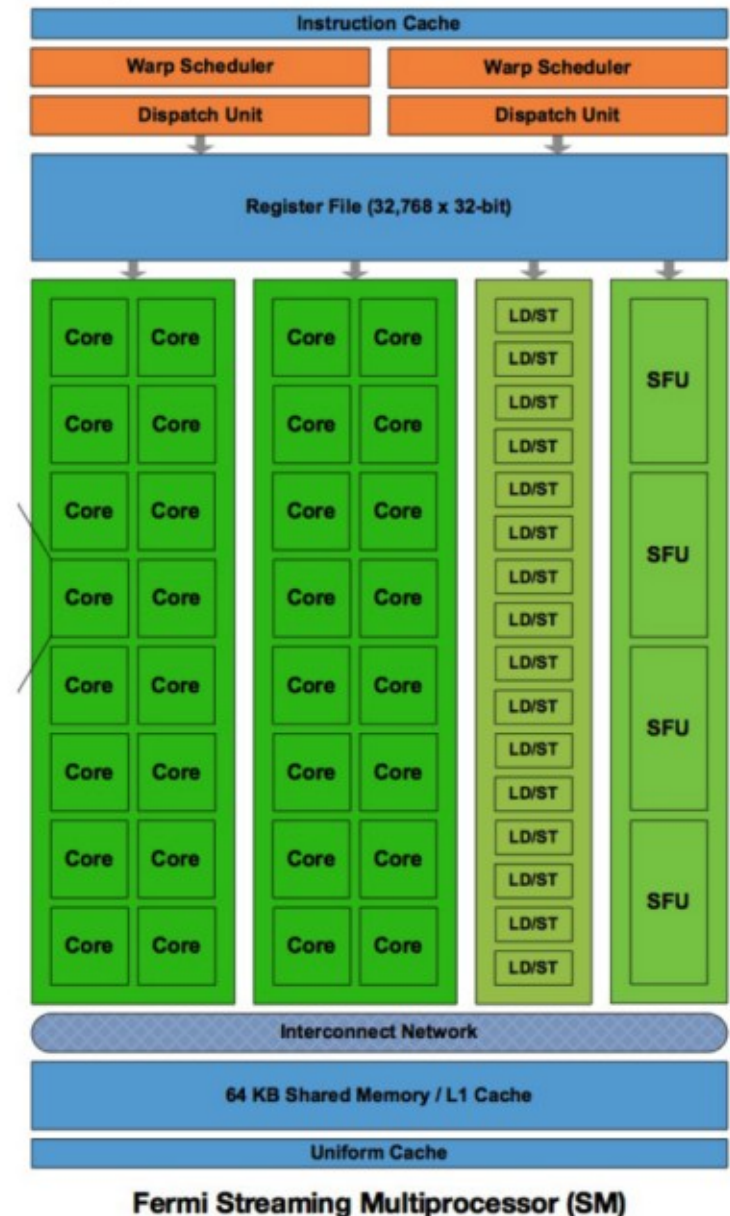 Instruction Cache
Warp Scheduler Warp Scheduler
Dispatch Unit Dispatch Unit
Register File (32,768 x 32-bit)
LD/ST
Core Core Core Core
LD/ST
SFU
LD/ST
Core Core Core Core
LD/ST
LD/ST
Core Core Core Core
LD/ST
SFU
LD/ST
Core Core Core Core
LD/ST
LD/ST
Core Core Core Core
LD/ST
SFU
LD/ST
Core Core Core Core
LD/ST
LD/ST
Core Core Core Core
LD/ST
SFU
LD/ST
Core Core Core Core
LD/ST
Interconnect Network
64 KB Shared Memory / L1 Cache
Uniform Cache
Fermi Streaming Multiprocessor (SM)